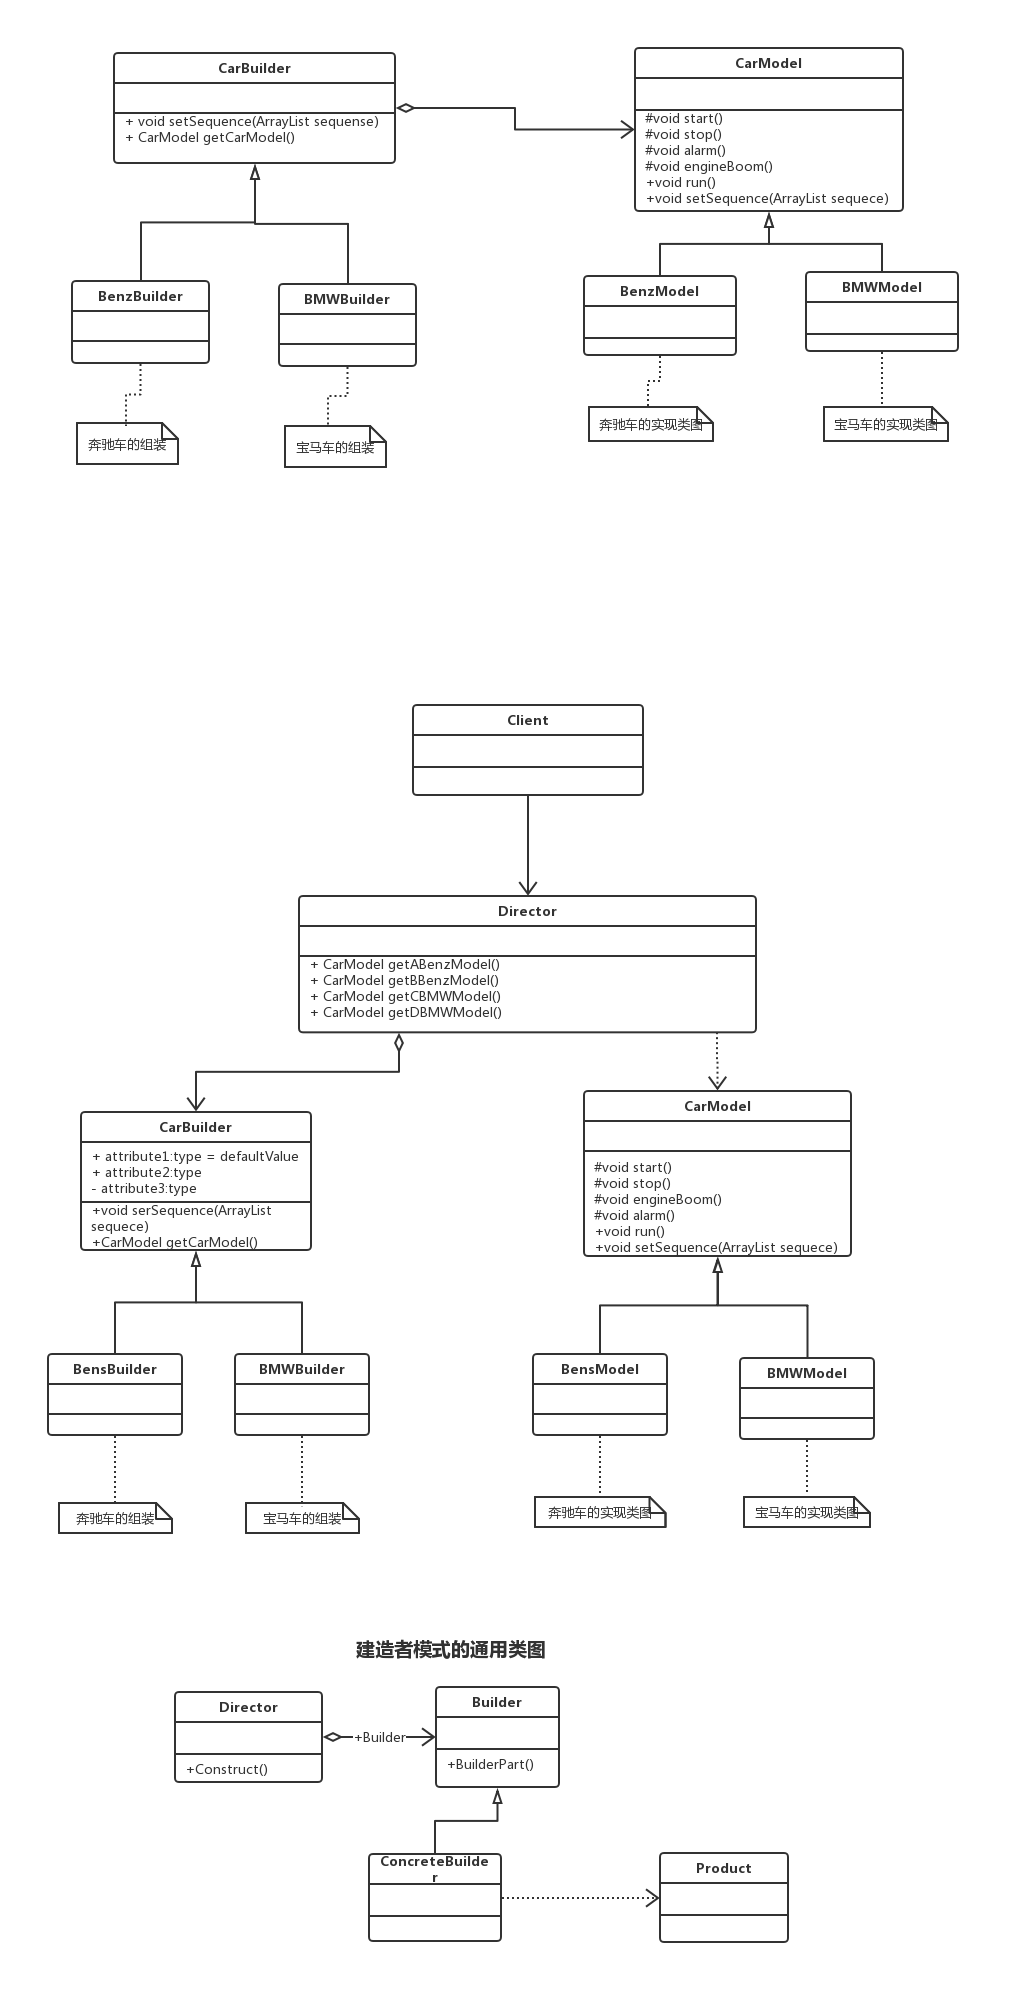 CarBuilder
+ void setSequence(ArrayList sequense)
+ CarModel getCarModel()
CarModel
#void start()
#void stop()
#void alarm()
#void engineBoom()
+void run()
+void setSequence(ArrayList sequece)
BenzBuilder
BMWBuilder
BenzModel
BMWModel
奔驰车的组装
宝马车的组装
奔驰车的实现类图
宝马车的实现类图
Client
Director
+ CarModel getABenzModel()
+ CarModel getBBenzModel()
+ CarModel getCBMWModel()
+ CarModel getDBMWModel()
CarBuilder
+ attribute1:type = defaultValue
+ attribute2:type
- attribute3:type
+void serSequence(ArrayList
sequece)
+CarModel getCarModel()
CarModel
#void start()
#void stop()
#void engineBoom()
#void alarm()
+void run()
+void setSequence(ArrayList sequece)
BensBuilder
BMWBuilder
BensModel
BMWModel
奔驰车的组装
宝马车的组装
奔驰车的实现类图
宝马车的实现类图
建造者模式的通用类图
Director
+Construct()
+Builder
Builder
+BuilderPart()
ConcreteBuilde
r
Product